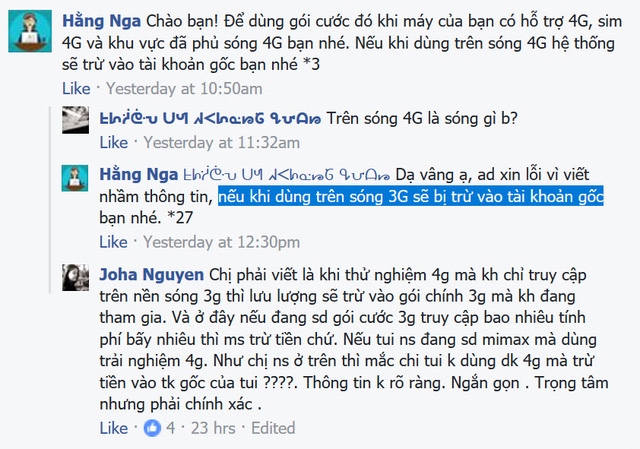 Hằng Nga Chào bạn! Để dùng gói cước đó khi máy của bạn có hỗ trợ 4G, sim
4G và khu vực đã phủ sóng 4G bạn nhé. Nếu khi dùng trên sóng 4G hệ thống
sẽ trừ vào tài khoản gốc bạn nhé *3
Like · Yesterday at 10:50am
Trên sóng 4G là sóng gì b?
Like · Yesterday at 11:32am
Hằng Nga Dạ vâng ạ, ad xin lỗi vì viết
nhầm thông tin, nếu khi dùng trên sóng 3G sẽ bị trừ vào tài khoản gốc
bạn nhé. *27
Like · Yesterday at 12:30pm
Joha Nguyen Chị phải viết là khi thử nghiệm 4g mà kh chỉ truy cập
trên nền sóng 3g thì lưu lượng sẽ trừ vào gói chính 3g mà kh đang
tham gia. Và ở đây nếu đang sd gói cước 3g truy cập bao nhiêu tính
phí bấy nhiêu thì ms trừ tiền chứ. Nếu tui ns đang sd mimax mà dùng
trải nghiệm 4g. Như chị ns ở trên thì mắc chi tui k dùng dk 4g mà trừ
tiền vào tk gốc của tui ????. Thông tin k rõ ràng. Ngắn gọn . Trọng tâm
nhưng phải chính xác .
Like · 4 · 23 hrs · Edited